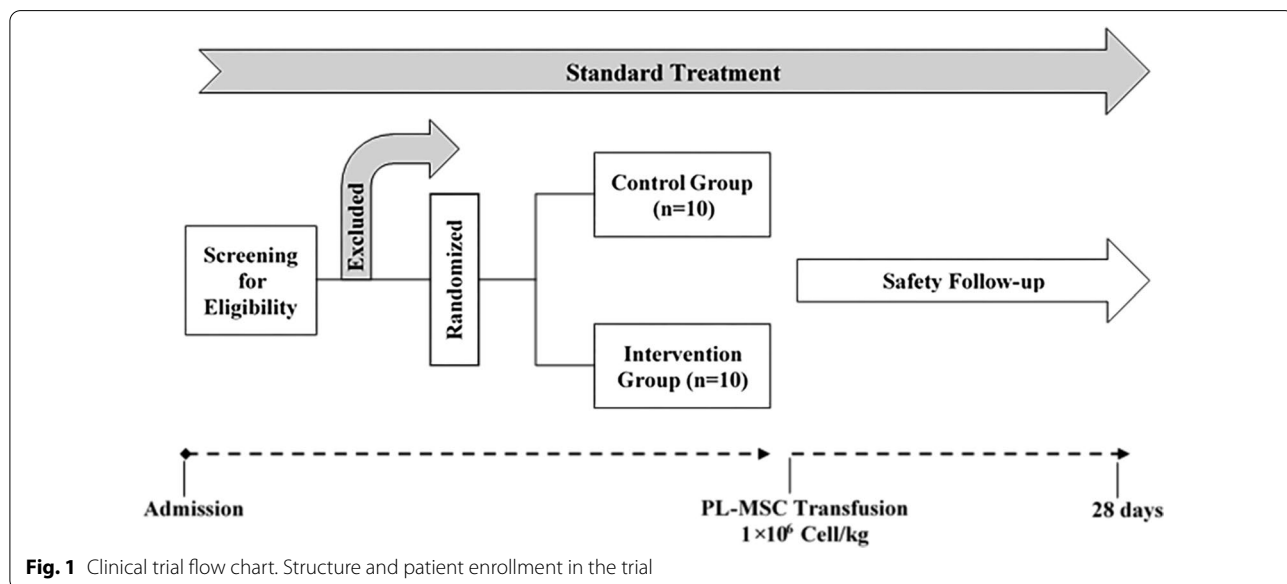 Standard Treatment
Excluded
Screening
for
Eligibility
Randomized
Control Group
(n=10)
Intervention
Group (n=10)
Safety Follow-up
Admission
PL-MSC Transfusion
1×10⁶ Cell/kg
28 days
Fig. 1 Clinical trial flow chart. Structure and patient enrollment in the trial